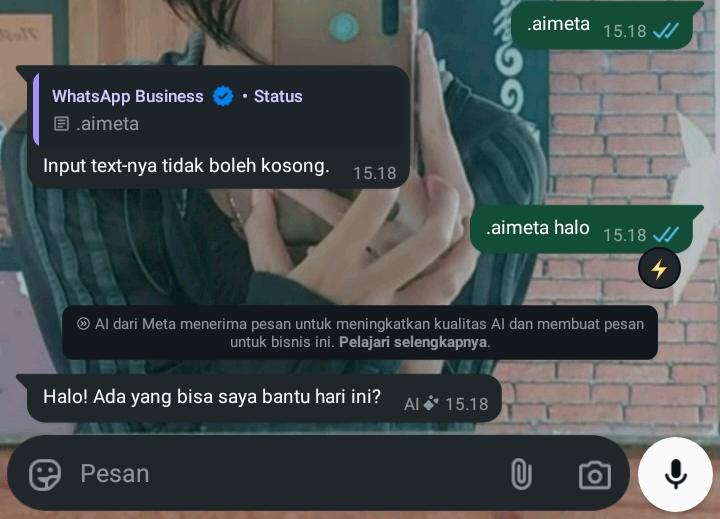 .aimeta 15.18
WhatsApp Business • Status
.aimeta
Input text-nya tidak boleh kosong. 15.18
.aimeta halo 15.18
AI dari Meta menerima pesan untuk meningkatkan kualitas AI dan membuat pesan
untuk bisnis ini. Pelajari selengkapnya.
Halo! Ada yang bisa saya bantu hari ini? AI 15.18
Pesan